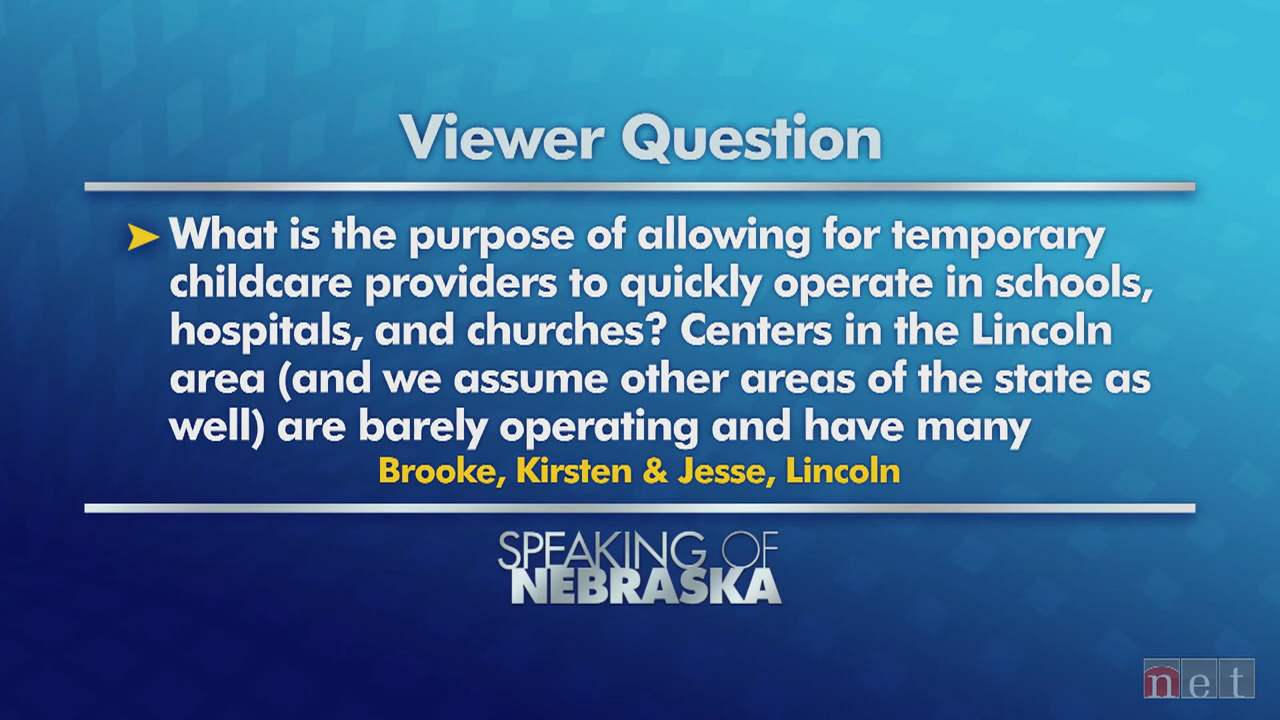 Viewer Question
➤ What is the purpose of allowing for temporary
childcare providers to quickly operate in schools,
hospitals, and churches? Centers in the Lincoln
area (and we assume other areas of the state as
well) are barely operating and have many
Brooke, Kirsten & Jesse, Lincoln
SPEAKING OF
NEBRASKA
net